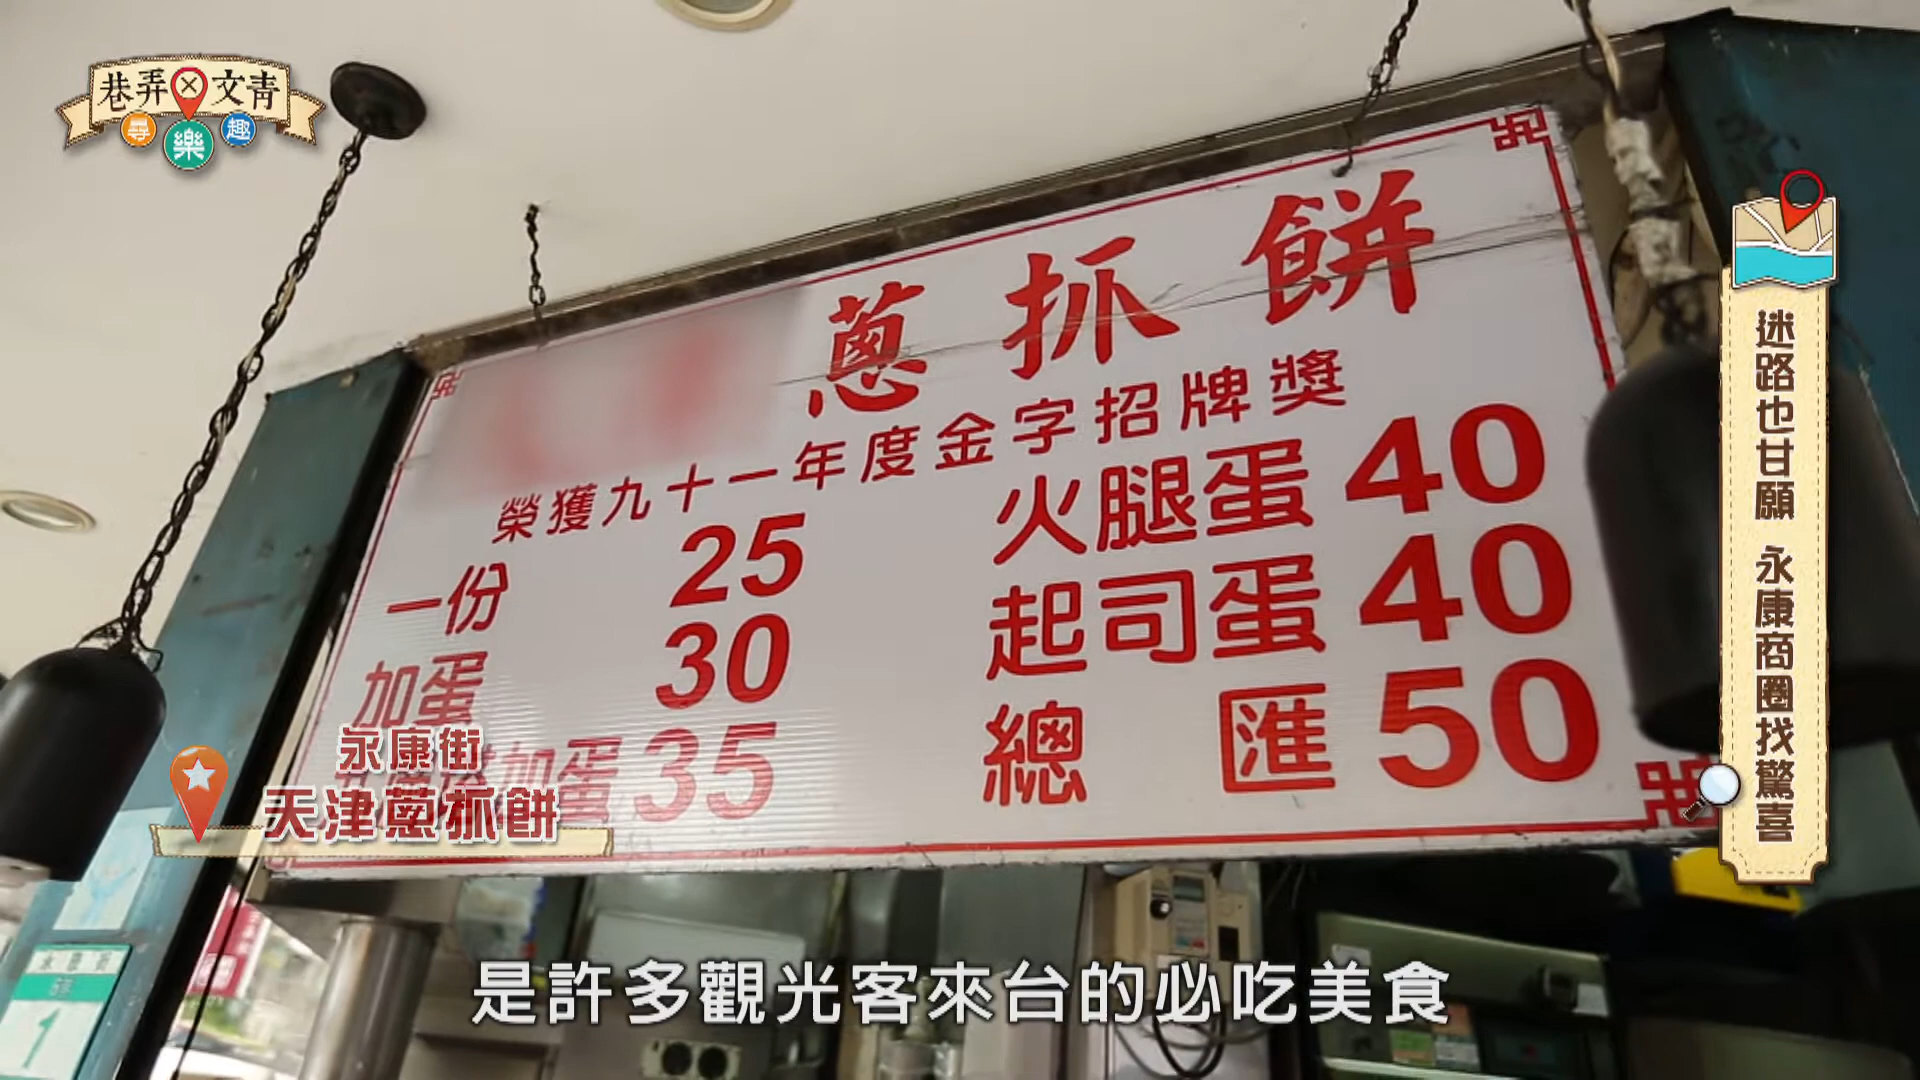 巷弄 文青
尋樂趣
蔥抓餅
榮獲九十一年度金字招牌獎
一份 25
加蛋 30
加蛋 35
火腿蛋 40
起司蛋 40
總匯 50
永康街
天津蔥抓餅
迷路也甘願 永康商圈找驚喜
是許多觀光客來台的必吃美食
1